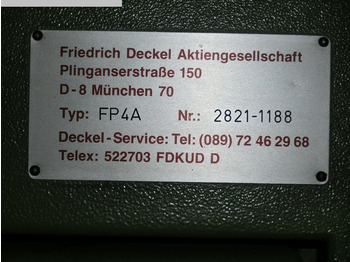 Friedrich Deckel Aktiengesellschaft
Plinganserstraße 150
D-8 München 70
Typ: FP4A Nr.: 2821-1188
Deckel-Service: Tel: (089) 72 46 29 68
Telex: 522703 FDKUD D